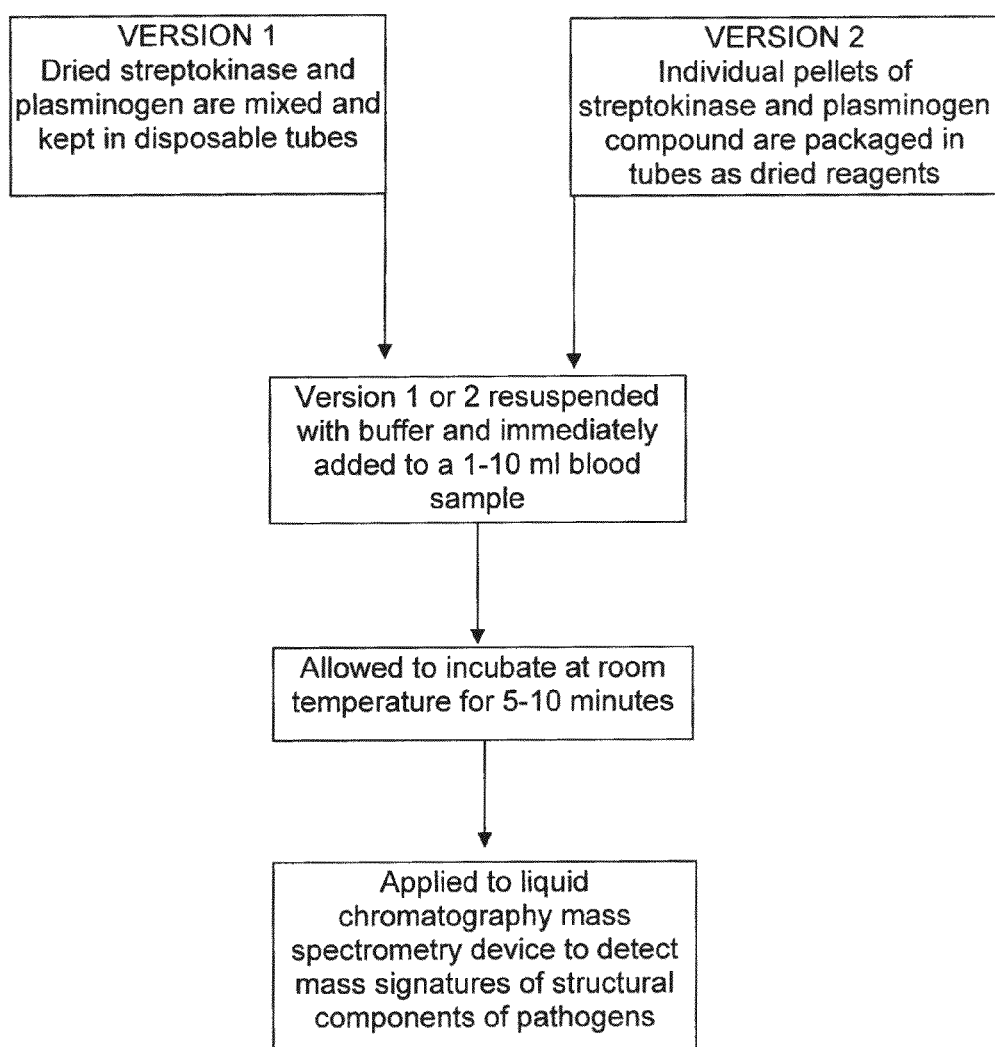 VERSION 1
Dried streptokinase and
plasminogen are mixed and
kept in disposable tubes
VERSION 2
Individual pellets of
streptokinase and plasminogen
compound are packaged in
tubes as dried reagents
Version 1 or 2 resuspended
with buffer and immediately
added to a 1-10 ml blood
sample
Allowed to incubate at room
temperature for 5-10 minutes
Applied to liquid
chromatography mass
spectrometry device to detect
mass signatures of structural
components of pathogens